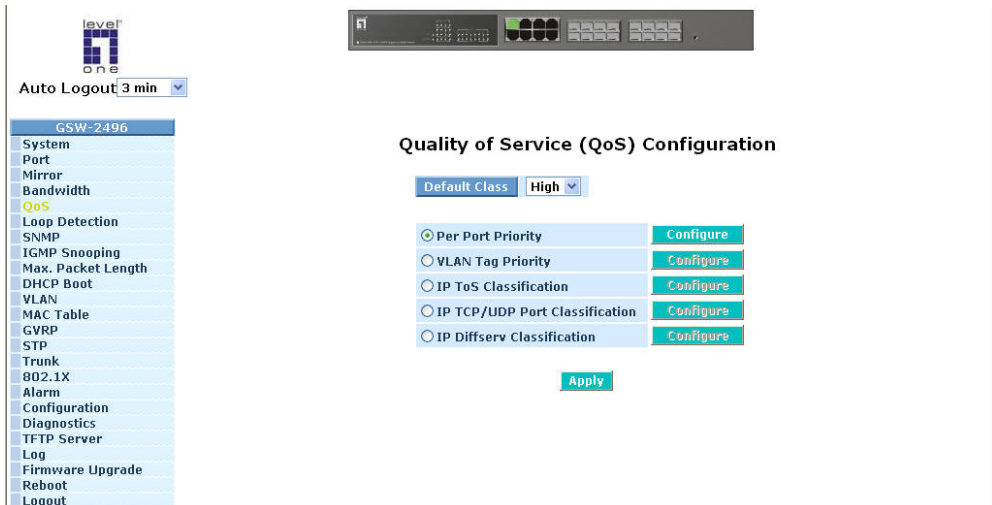 level
one
Auto Logout 3 min
GSW-2496
System
Port
Mirror
Bandwidth
QoS
Loop Detection
SNMP
IGMP Snooping
Max. Packet Length
DHCP Boot
VLAN
MAC Table
GVRP
STP
Trunk
802.1X
Alarm
Configuration
Diagnostics
TFTP Server
Log
Firmware Upgrade
Reboot
Logout
Quality of Service (QoS) Configuration
Default Class High
Per Port Priority Configure
VLAN Tag Priority Configure
IP ToS Classification Configure
IP TCP/UDP Port Classification Configure
IP Diffserv Classification Configure
Apply